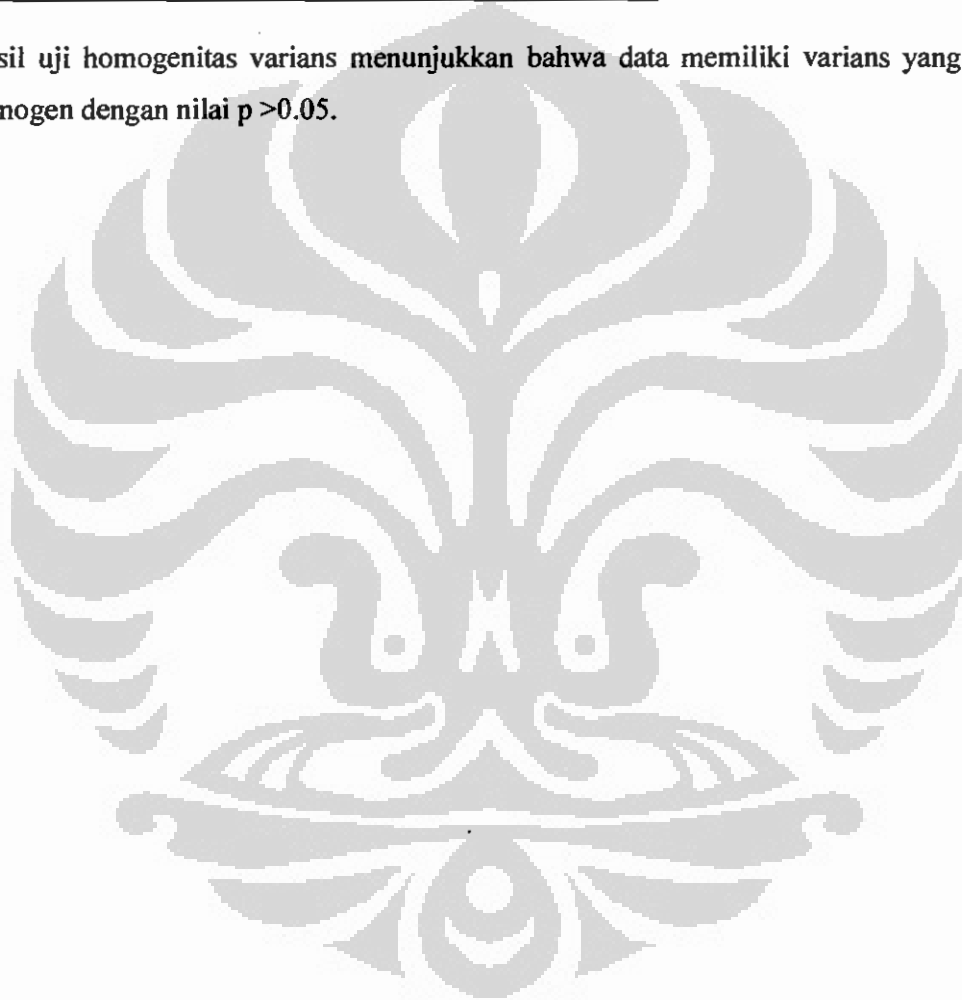 sil uji homogenitas varians menunjukkan bahwa data memiliki varians yang
nogen dengan nilai p >0.05.